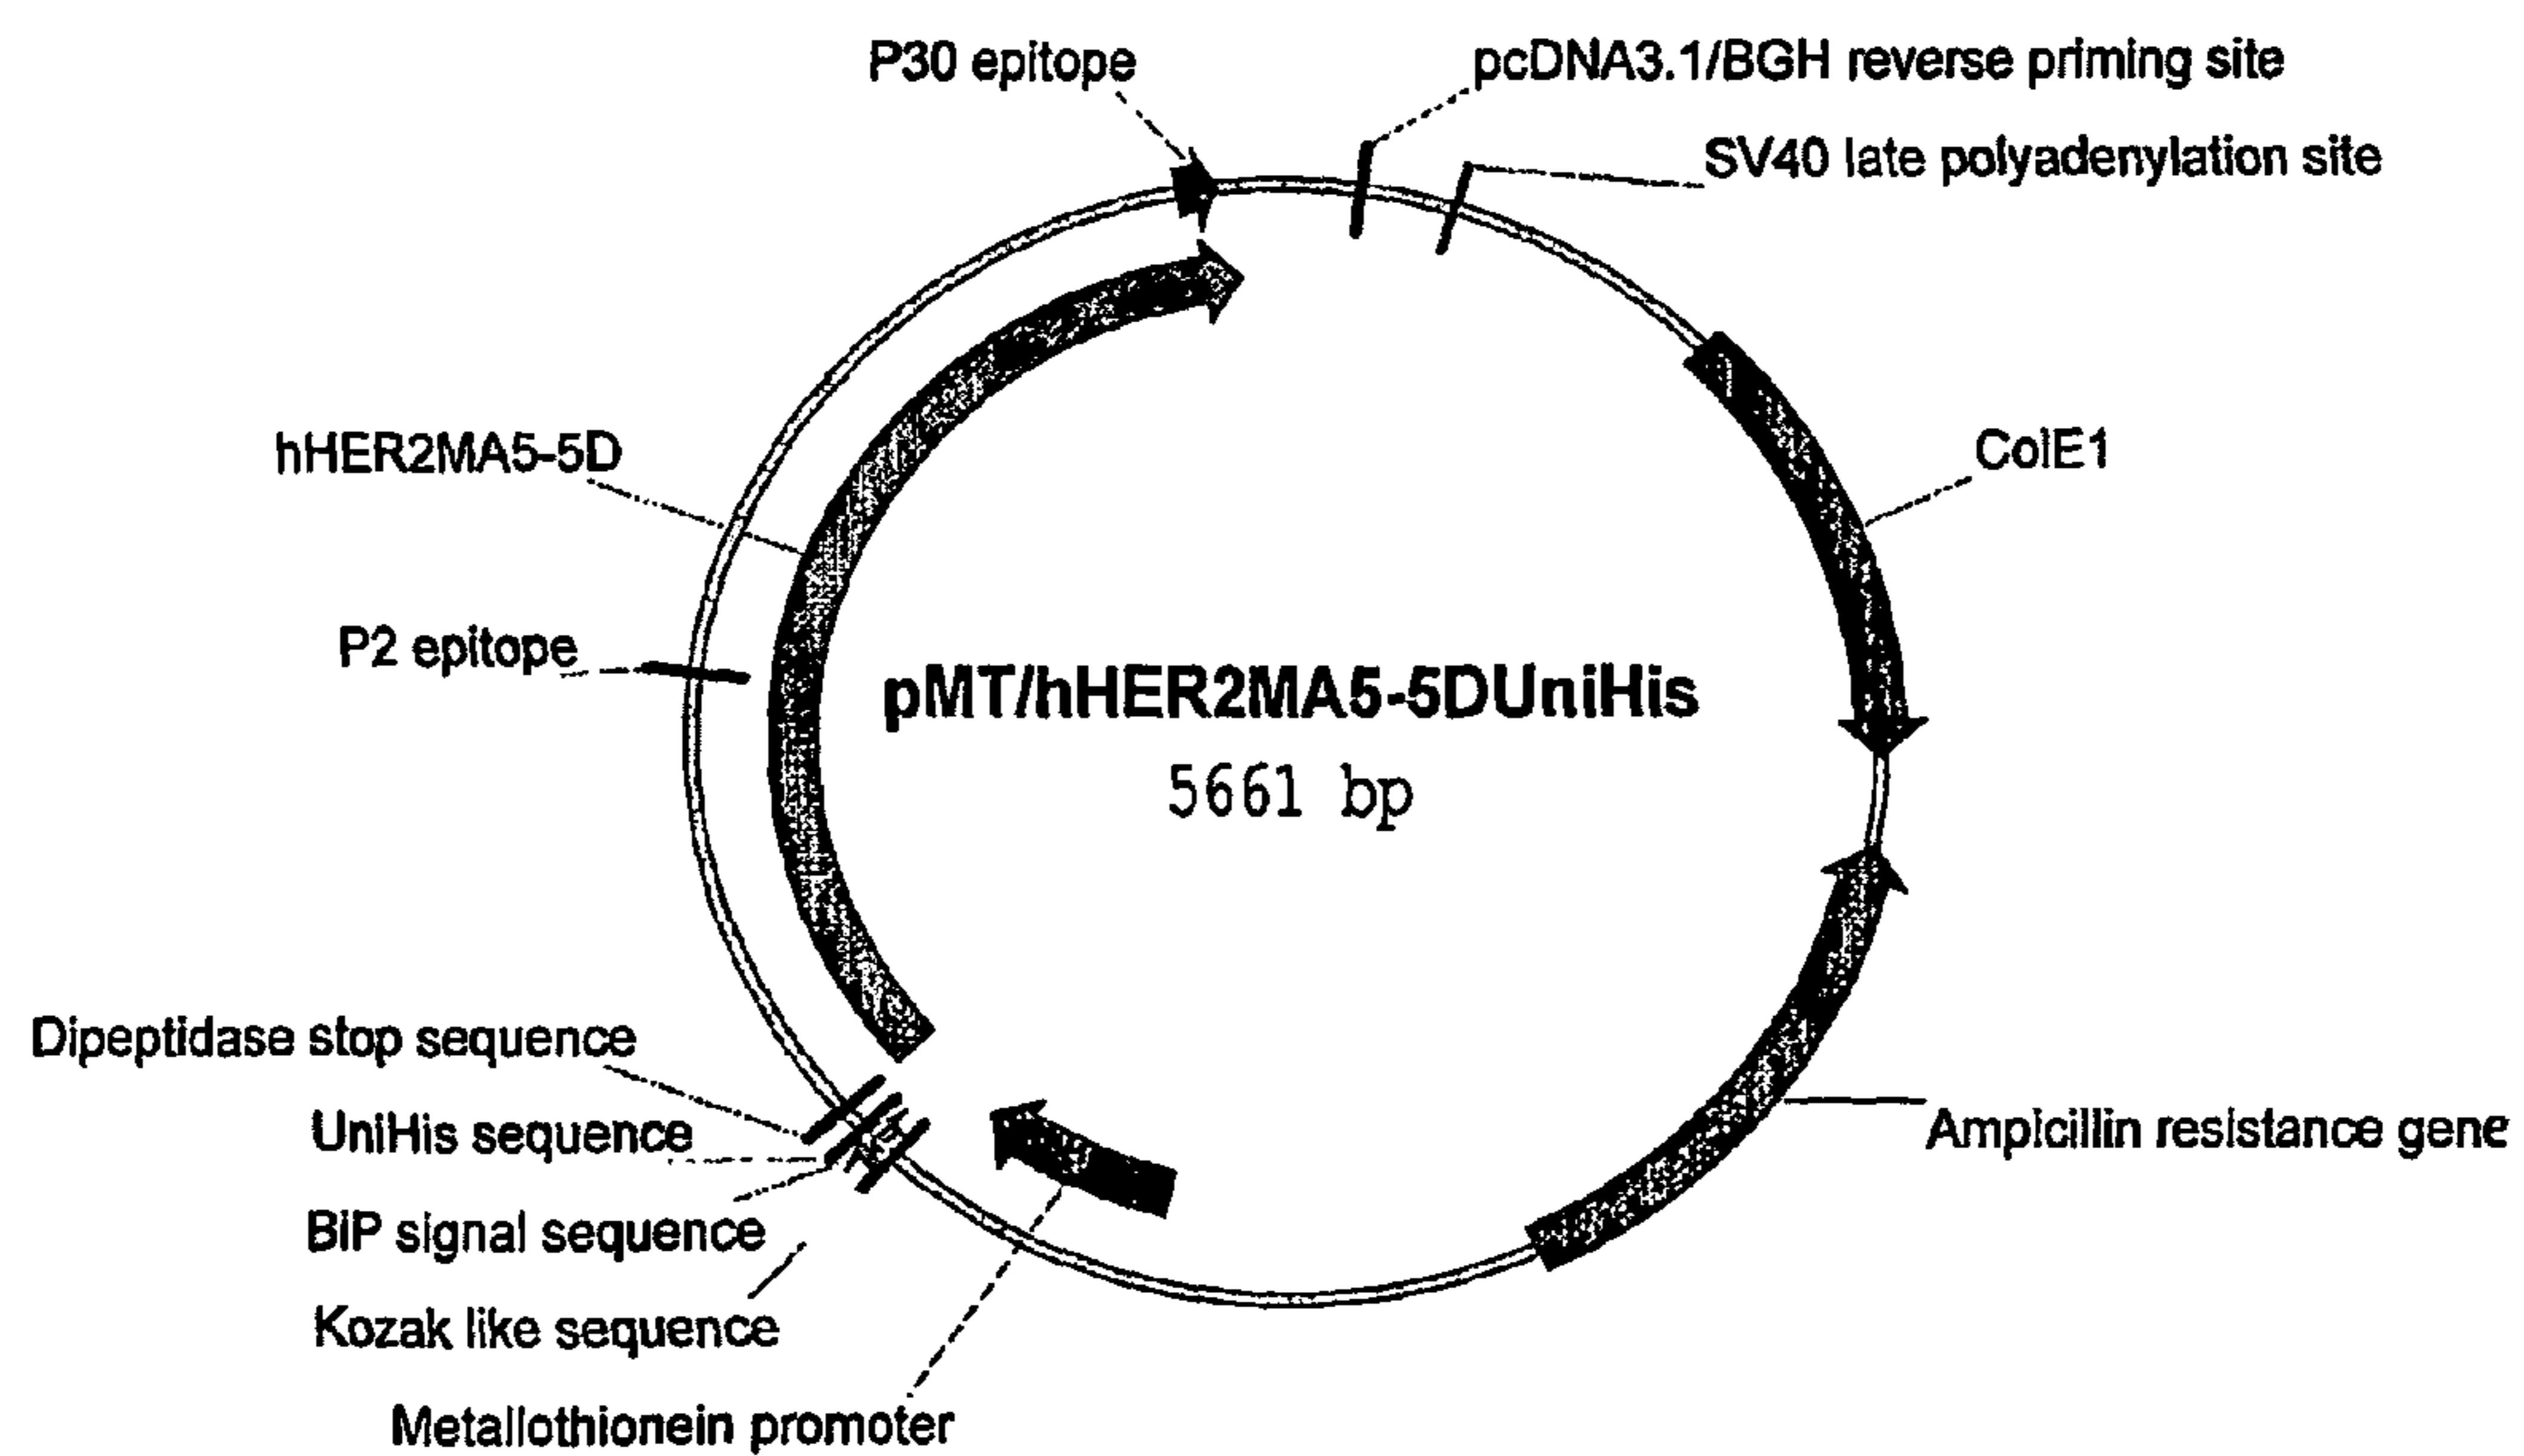 P30 epitope
pcDNA3.1/BGH reverse priming site
SV40 late polyadenylation site
hHER2MA5-5D
ColE1
P2 epitope
pMT/hHER2MA5-5DUniHis
5661 bp
Dipeptidase stop sequence
UniHis sequence
Ampicillin resistance gene
BiP signal sequence
Kozak like sequence
Metallothionein promoter